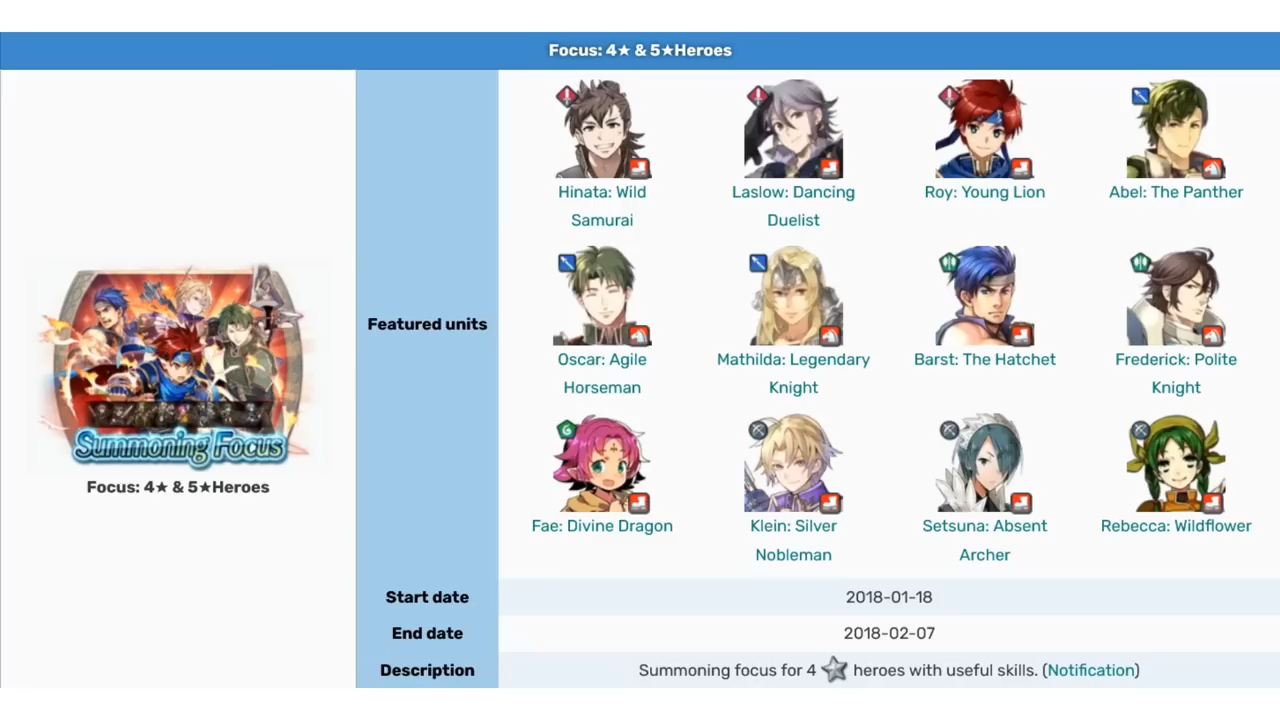 Focus: 4★ & 5★Heroes
Hinata: Wild
Samurai
Laslow: Dancing
Duelist
Roy: Young Lion
Abel: The Panther
Oscar: Agile
Horseman
Mathilda: Legendary
Knight
Barst: The Hatchet
Frederick: Polite
Knight
Fae: Divine Dragon
Klein: Silver
Nobleman
Setsuna: Absent
Archer
Rebecca: Wildflower
Summoning Focus
Focus: 4★ & 5★Heroes
Featured units
Start date
2018-01-18
End date
2018-02-07
Description
Summoning focus for 4 heroes with useful skills. (Notification)